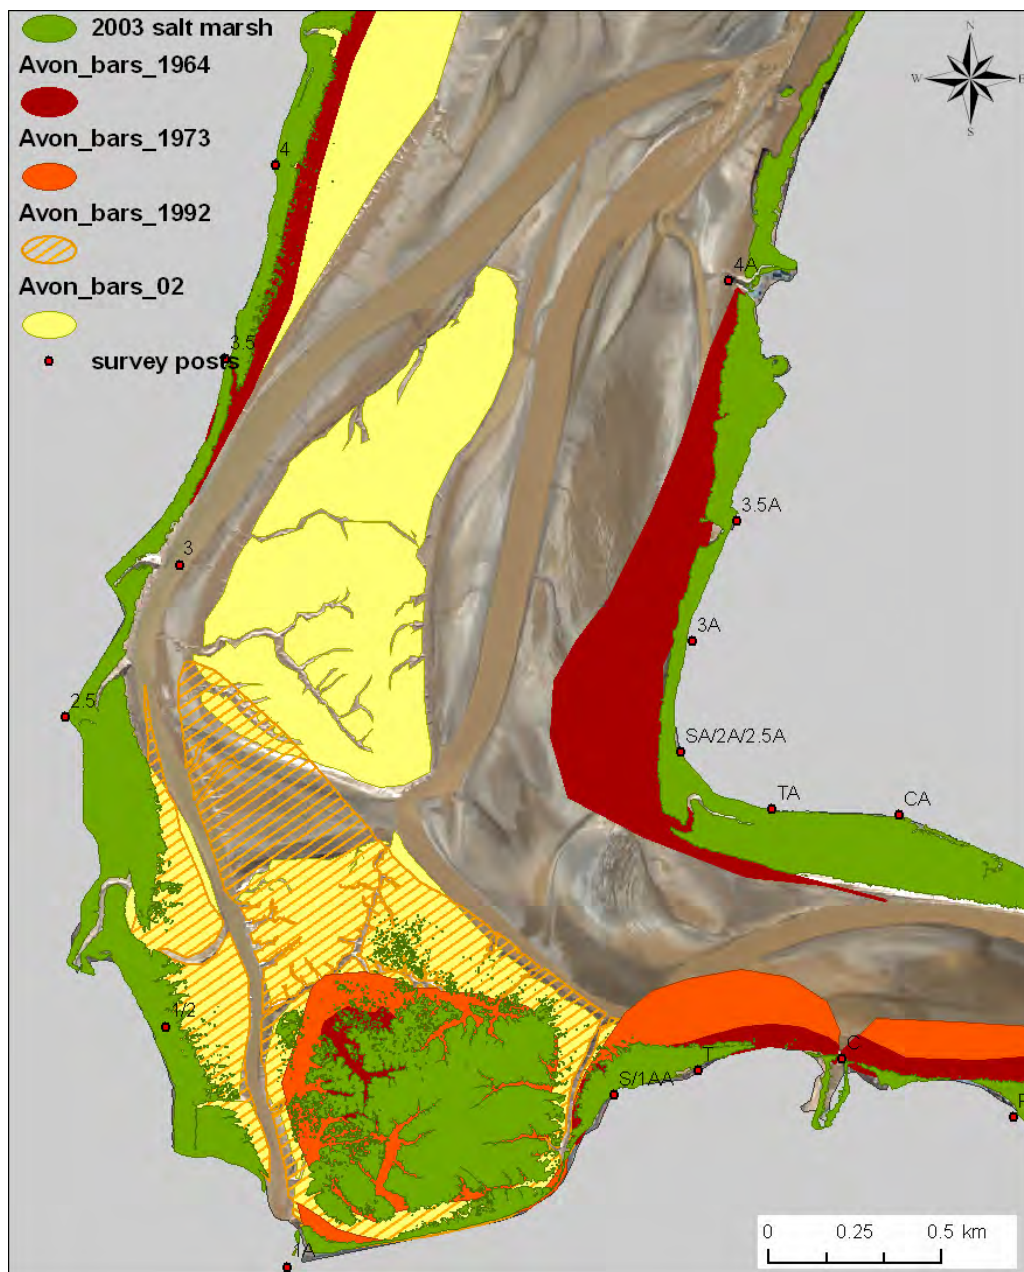 2003 salt marsh
Avon_bars_1964
Avon_bars_1973
Avon_bars_1992
Avon_bars_02
survey posts
N
W
E
S
4
4A
3.5
3.5A
3
3A
2.5
SA/2A/2.5A
TA
CA
1/2
C
T
S/1AA
1A
0 0.25 0.5 km